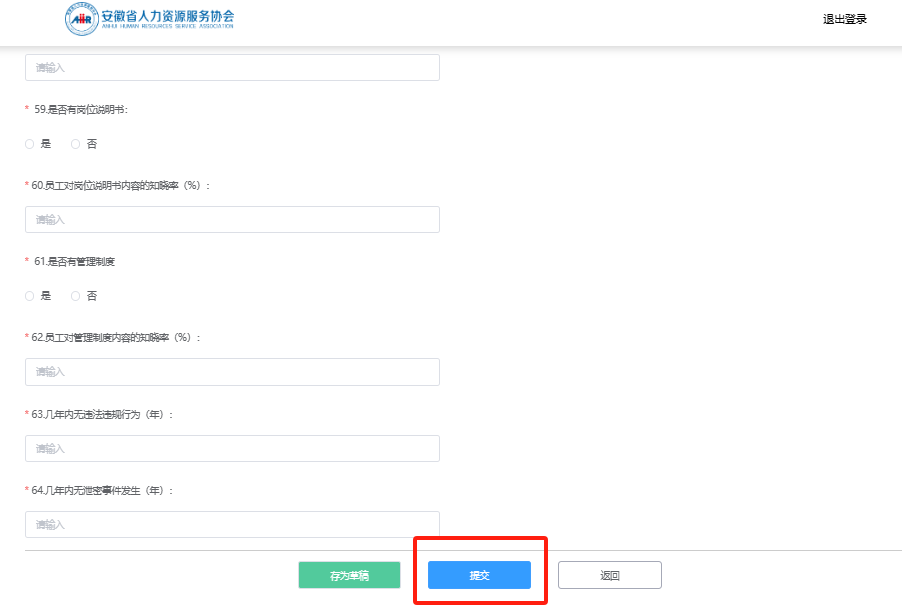 AHR
安徽省人力资源服务协会
ANHUI HUMAN RESOURCES SERVICE ASSOCIATION
退出登录
请输入
* 59.是否有岗位说明书:
是 否
* 60.员工对岗位说明书内容的知晓率（%）:
请输入
* 61.是否有管理制度
是 否
* 62.员工对管理制度内容的知晓率（%）:
请输入
* 63.几年内无违法违规行为（年）:
请输入
* 64.几年内无泄密事件发生（年）:
请输入
存为草稿 提交 返回